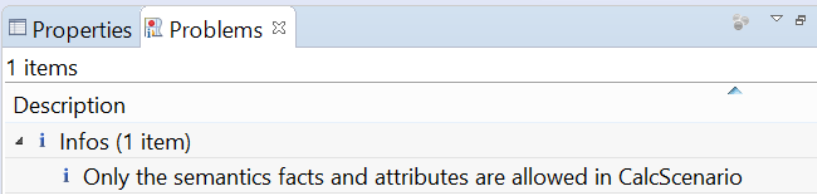 Properties Problems
1 items
Description
Infos (1 item)
Only the semantics facts and attributes are allowed in CalcScenario